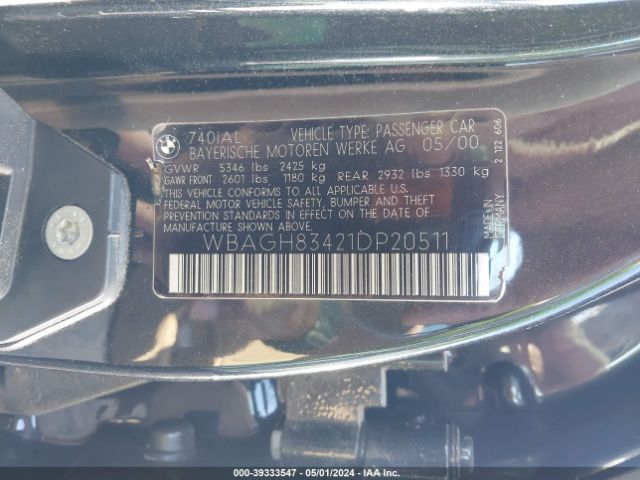 BMW
740iAL VEHICLE TYPE: PASSENGER CAR
BAYERISCHE MOTOREN WERKE AG 05/00
GVWR 5346 lbs 2425 kg
GAWR FRONT 2601 lbs 1180 kg REAR 2932 lbs 1330 kg
THIS VEHICLE CONFORMS TO ALL APPLICABLE U.S.
FEDERAL MOTOR VEHICLE SAFETY, BUMPER AND THEFT
PREVENTION STANDARDS IN EFFECT ON THE DATE OF
MANUFACTURE SHOWN ABOVE.
WBAGH83421DP20511
MADE IN
GERMANY
2 122 606
000-39333547 • 05/01/2024 • IAA Inc.